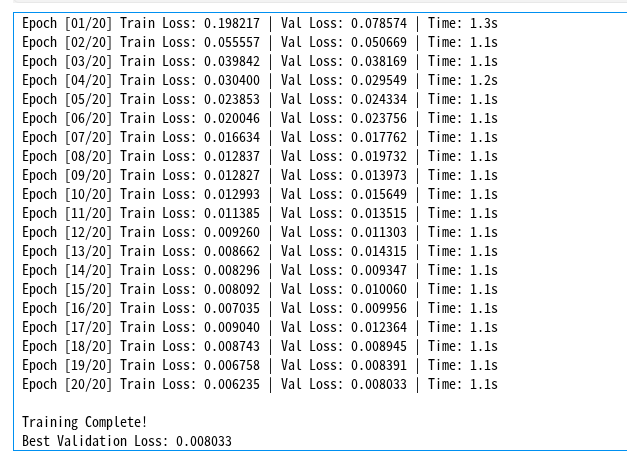 Epoch [01/20] Train Loss: 0.198217 | Val Loss: 0.078574 | Time: 1.3s
Epoch [02/20] Train Loss: 0.055557 | Val Loss: 0.050669 | Time: 1.1s
Epoch [03/20] Train Loss: 0.039842 | Val Loss: 0.038169 | Time: 1.1s
Epoch [04/20] Train Loss: 0.030400 | Val Loss: 0.029549 | Time: 1.2s
Epoch [05/20] Train Loss: 0.023853 | Val Loss: 0.024334 | Time: 1.1s
Epoch [06/20] Train Loss: 0.020046 | Val Loss: 0.023756 | Time: 1.1s
Epoch [07/20] Train Loss: 0.016634 | Val Loss: 0.017762 | Time: 1.1s
Epoch [08/20] Train Loss: 0.012837 | Val Loss: 0.019732 | Time: 1.1s
Epoch [09/20] Train Loss: 0.012827 | Val Loss: 0.013973 | Time: 1.1s
Epoch [10/20] Train Loss: 0.012993 | Val Loss: 0.015649 | Time: 1.1s
Epoch [11/20] Train Loss: 0.011385 | Val Loss: 0.013515 | Time: 1.1s
Epoch [12/20] Train Loss: 0.009260 | Val Loss: 0.011303 | Time: 1.1s
Epoch [13/20] Train Loss: 0.008662 | Val Loss: 0.014315 | Time: 1.1s
Epoch [14/20] Train Loss: 0.008296 | Val Loss: 0.009347 | Time: 1.1s
Epoch [15/20] Train Loss: 0.008092 | Val Loss: 0.010060 | Time: 1.1s
Epoch [16/20] Train Loss: 0.007035 | Val Loss: 0.009956 | Time: 1.1s
Epoch [17/20] Train Loss: 0.009040 | Val Loss: 0.012364 | Time: 1.1s
Epoch [18/20] Train Loss: 0.008743 | Val Loss: 0.008945 | Time: 1.1s
Epoch [19/20] Train Loss: 0.006758 | Val Loss: 0.008391 | Time: 1.1s
Epoch [20/20] Train Loss: 0.006235 | Val Loss: 0.008033 | Time: 1.1s
Training Complete!
Best Validation Loss: 0.008033